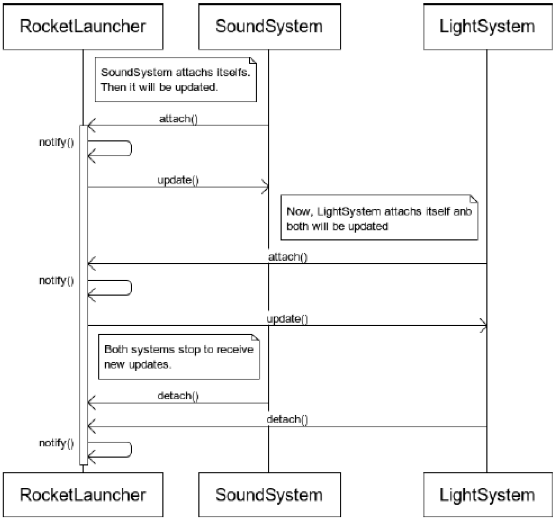 RocketLauncher
SoundSystem
LightSystem
SoundSystem attachs itselfs.
Then it will be updated.
attach()
notify()
update()
Now, LightSystem attachs itself anb
both will be updated
attach()
notify()
update()
Both systems stop to receive
new updates.
detach()
detach()
notify()
RocketLauncher
SoundSystem
LightSystem